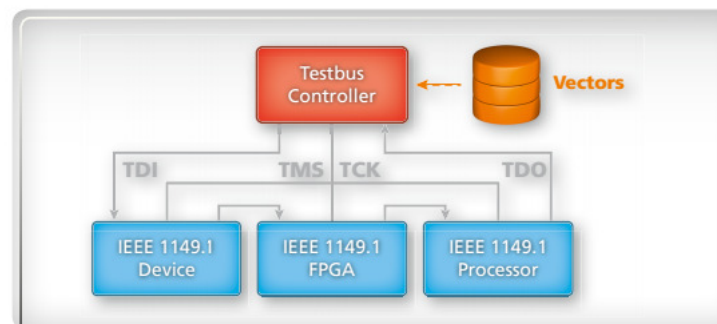 Testbus
Controller
Vectors
TDI
TMS
TCK
TDO
IEEE 1149.1
Device
IEEE 1149.1
FPGA
IEEE 1149.1
Processor